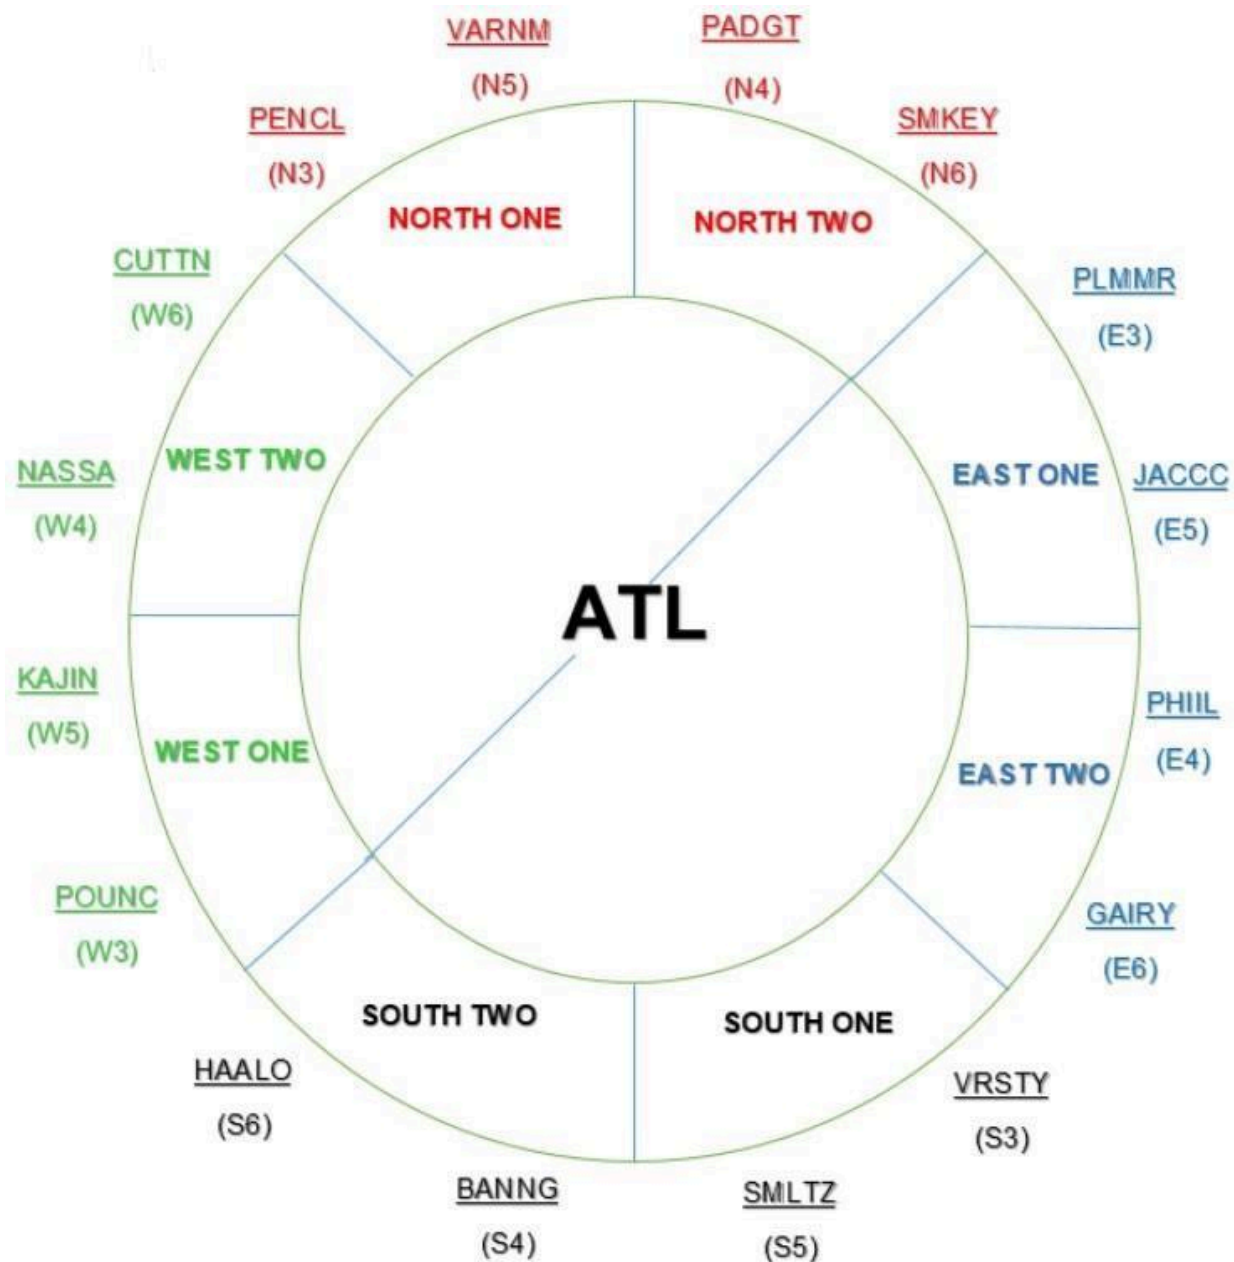 VARNM
(N5)
PADGT
(N4)
PENCL
(N3)
SMKEY
(N6)
NORTH ONE
NORTH TWO
CUTTN
(W6)
PLMMR
(E3)
WEST TWO
NASSA
(W4)
EAST ONE
JACCC
(E5)
ATL
KAJIN
(W5)
WEST ONE
PHIIL
(E4)
EAST TWO
POUNC
(W3)
GAIRY
(E6)
SOUTH TWO
SOUTH ONE
HAALO
(S6)
VRSTY
(S3)
BANNG
(S4)
SMLTZ
(S5)